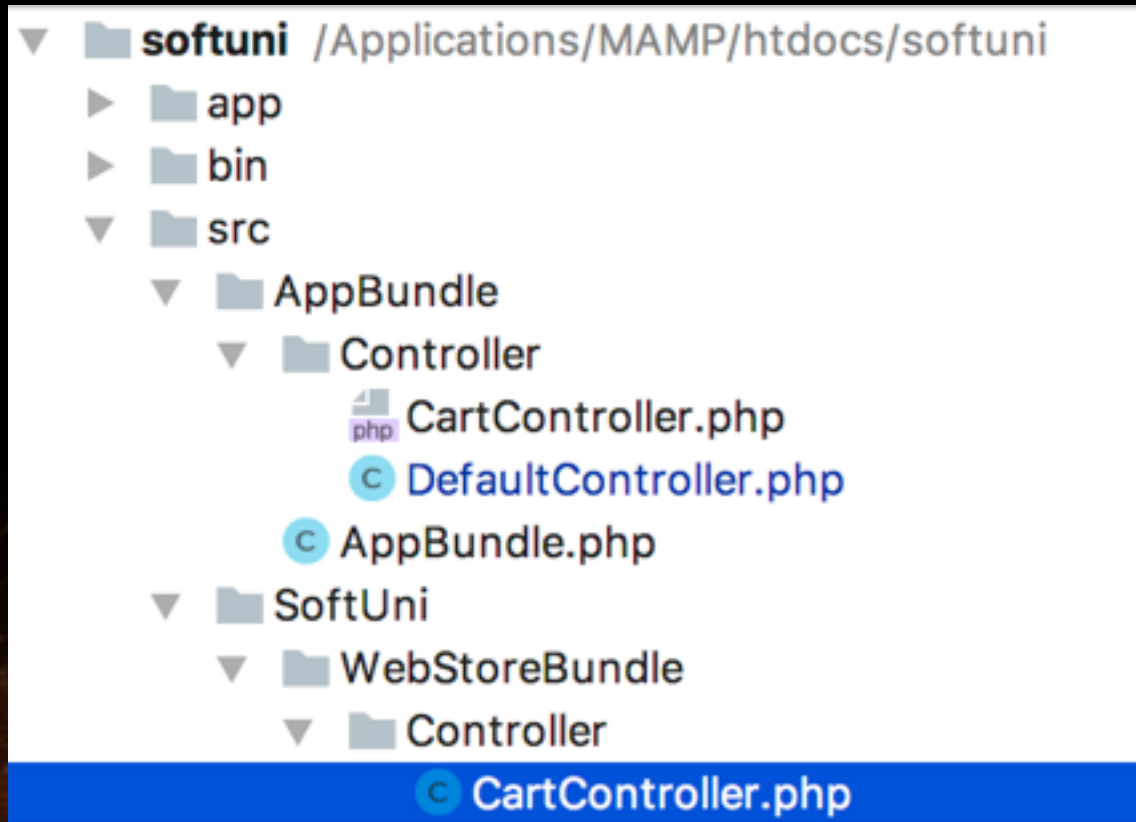 softuni /Applications/MAMP/htdocs/softuni
app
bin
src
AppBundle
Controller
php CartController.php
C DefaultController.php
C AppBundle.php
SoftUni
WebStoreBundle
Controller
C CartController.php